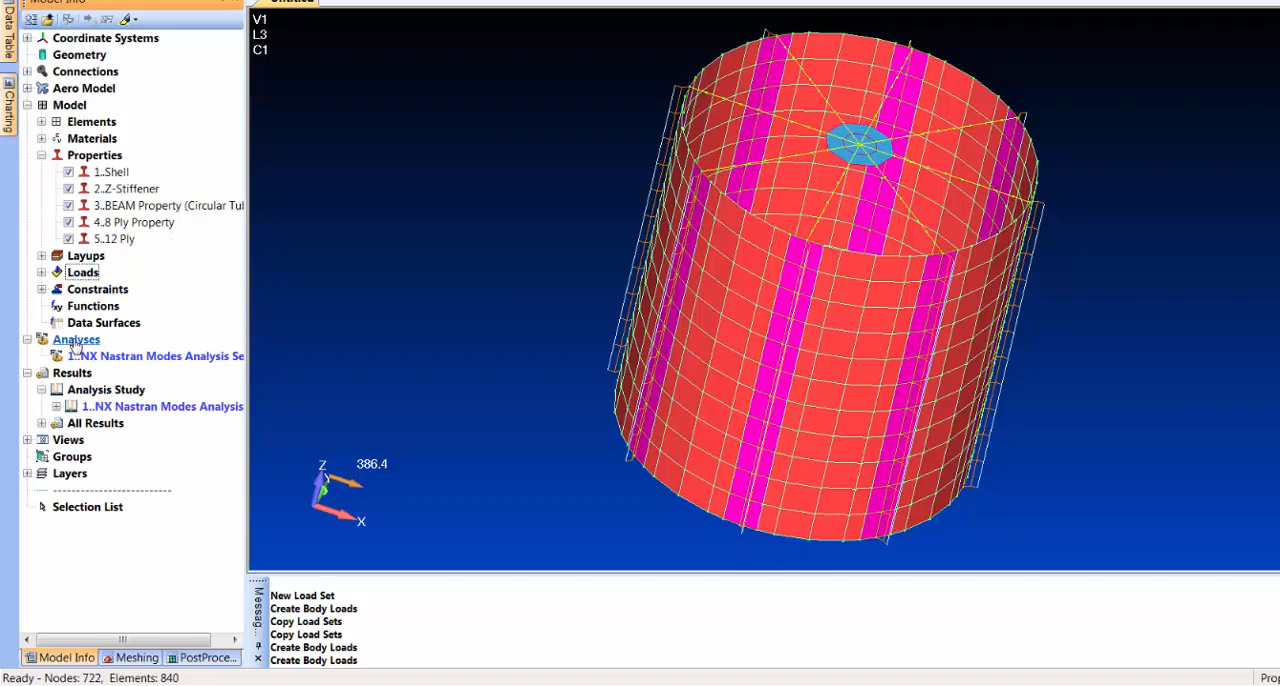 Model Info
Untitled
Data Table
Charting
V1
L3
C1
Coordinate Systems
Geometry
Connections
Aero Model
Model
Elements
Materials
Properties
1..Shell
2..Z-Stiffener
3..BEAM Property (Circular Tul
4..8 Ply Property
5..12 Ply
Layups
Loads
Constraints
Functions
Data Surfaces
Analyses
1..NX Nastran Modes Analysis Se
Results
Analysis Study
1..NX Nastran Modes Analysis
All Results
Views
Groups
Layers
Selection List
Z
386.4
X
New Load Set
Create Body Loads
Copy Load Sets
Copy Load Sets
Create Body Loads
Create Body Loads
Messag...
Model Info
Meshing
PostProce...
Ready - Nodes: 722, Elements: 840
Prop